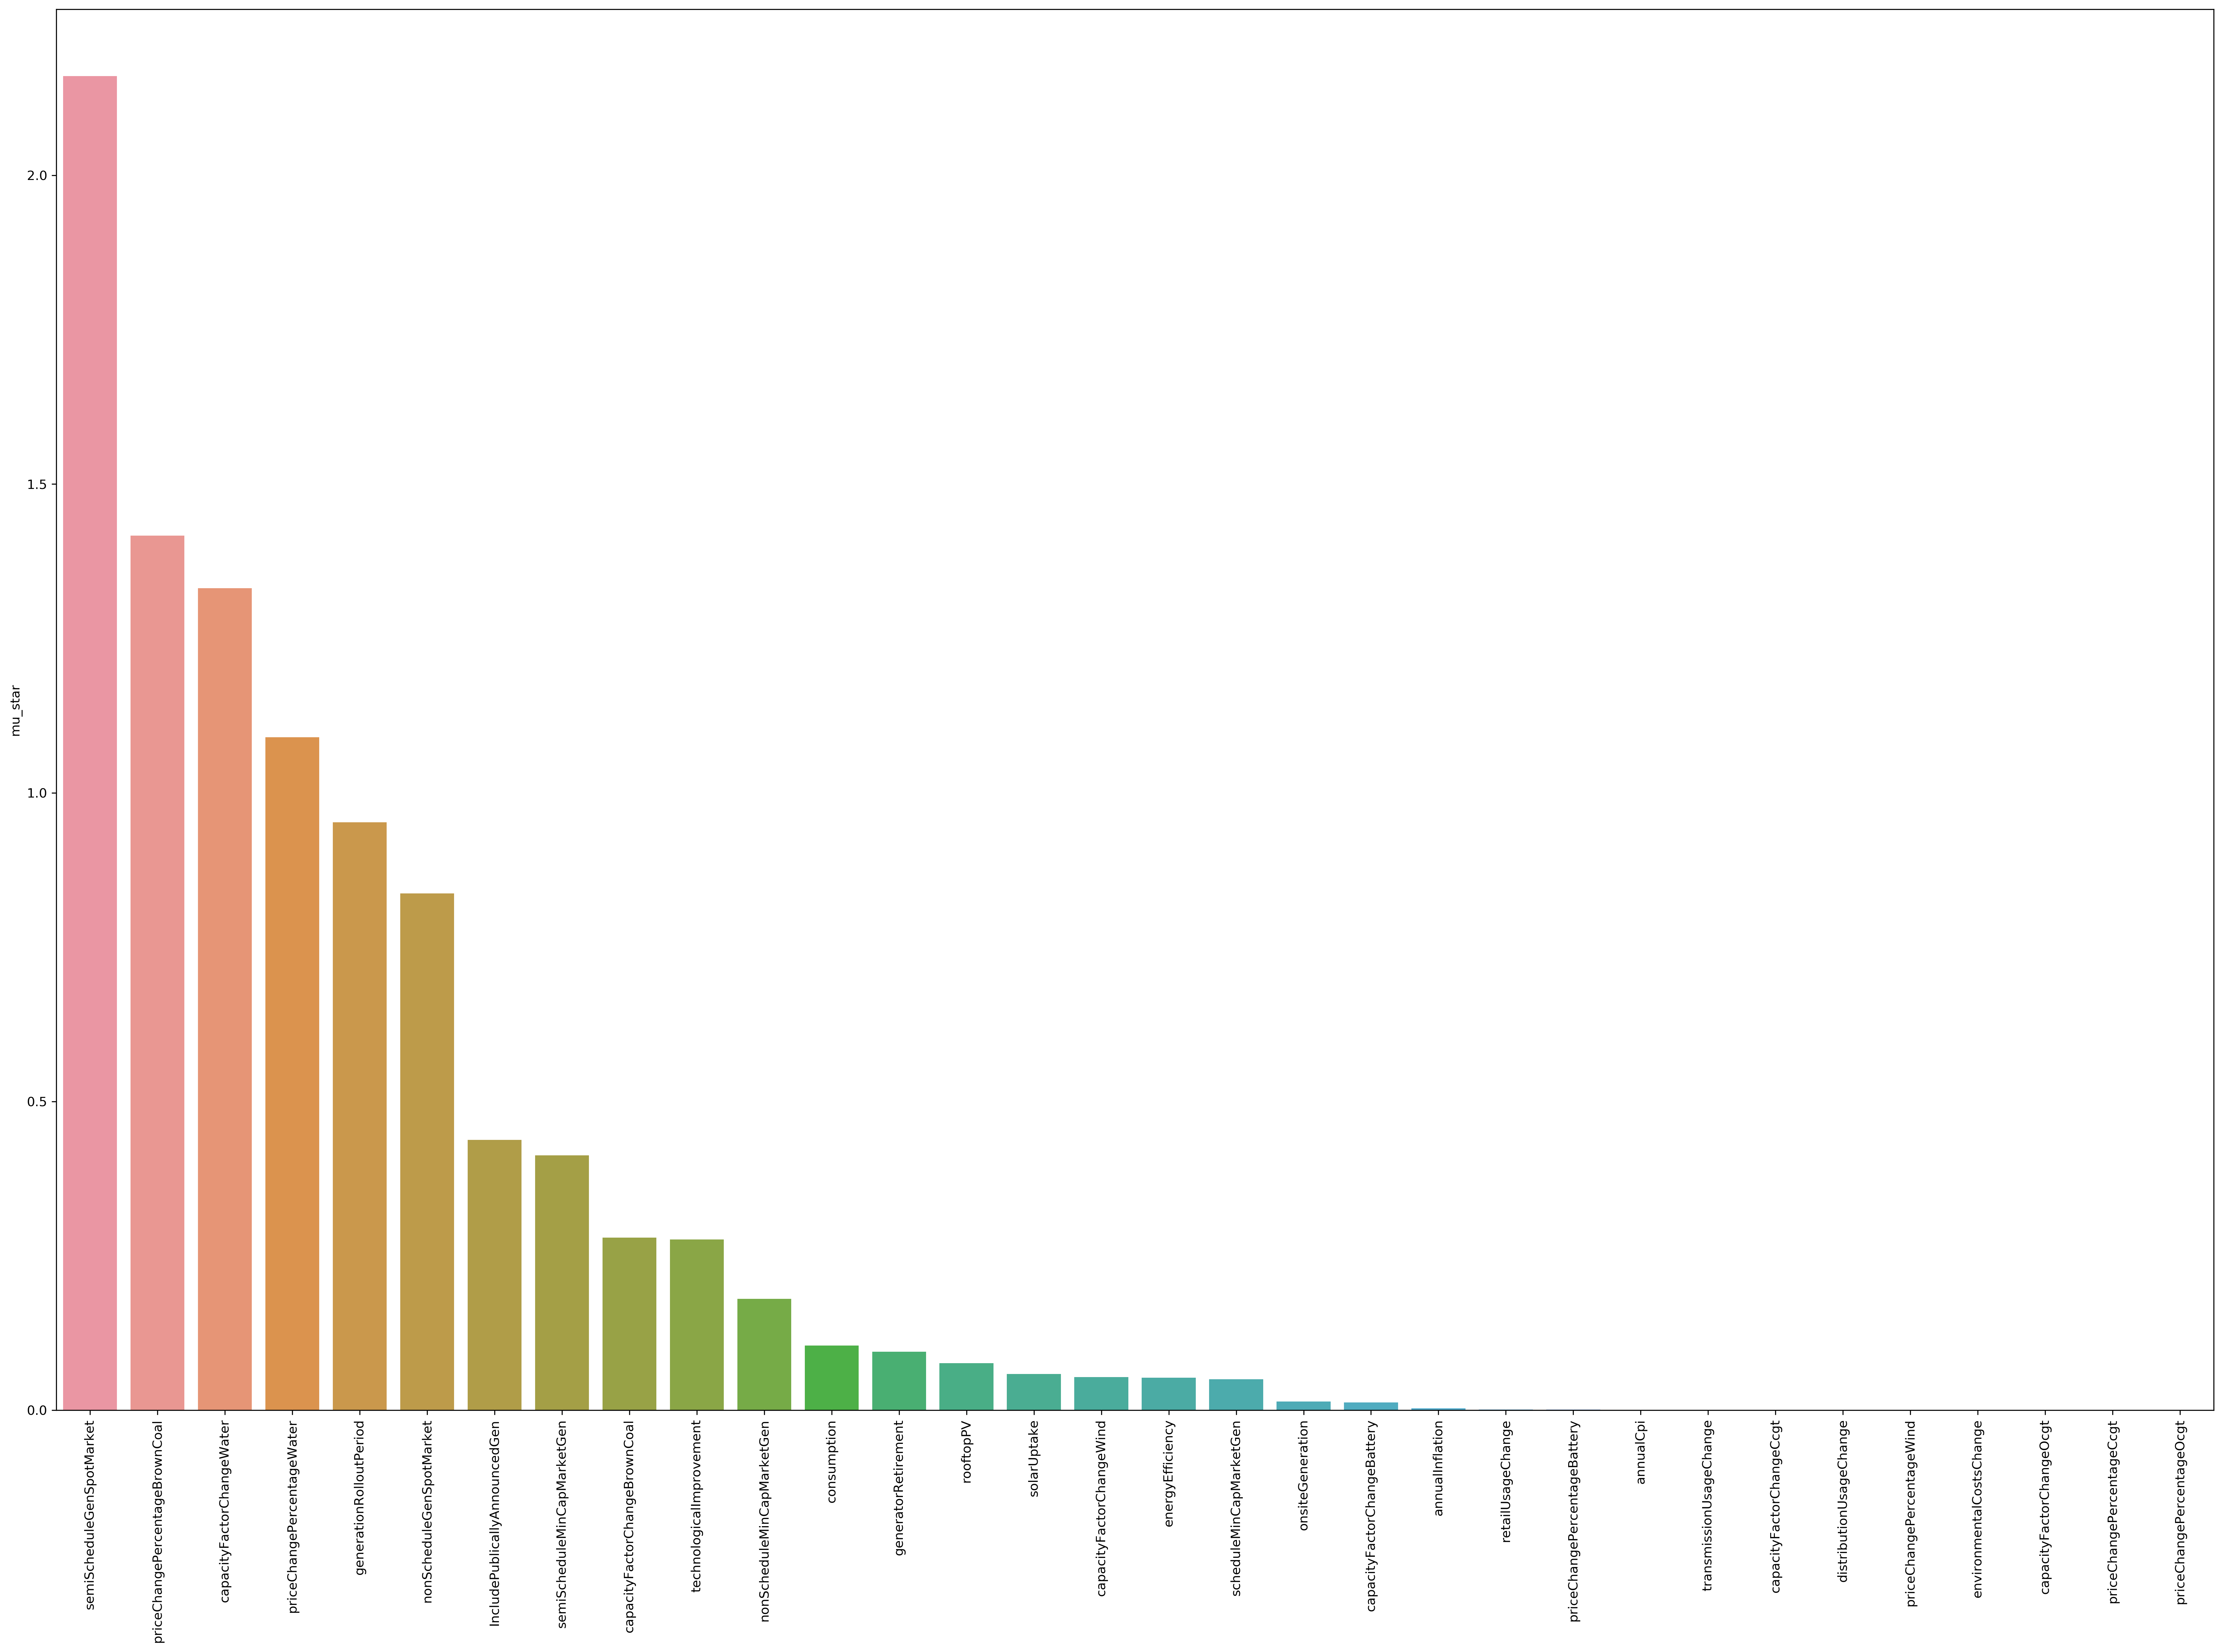 2.0
1.5
1.0
0.5
0.0
mu_star
semiScheduleGenSpotMarket
priceChangePercentageBrownCoal
capacityFactorChangeWater
priceChangePercentageWater
generationRolloutPeriod
nonScheduleGenSpotMarket
IncludePublicallyAnnouncedGen
semiScheduleMinCapMarketGen
capacityFactorChangeBrownCoal
technologicalImprovement
nonScheduleMinCapMarketGen
consumption
generatorRetirement
rooftopPV
solarUptake
capacityFactorChangeWind
energyEfficiency
scheduleMinCapMarketGen
onsiteGeneration
capacityFactorChangeBattery
annualInflation
retailUsageChange
priceChangePercentageBattery
annualCpi
transmissionUsageChange
capacityFactorChangeCcgt
distributionUsageChange
priceChangePercentageWind
environmentalCostsChange
capacityFactorChangeOcgt
priceChangePercentageCcgt
priceChangePercentageOcgt